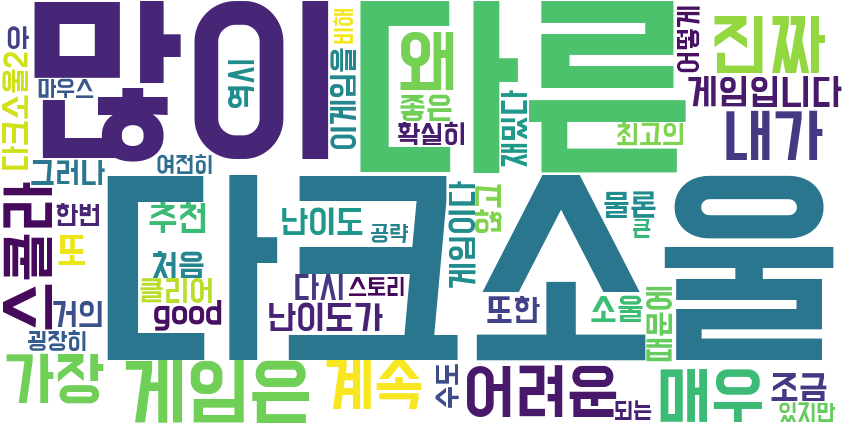 많이
다른
다크소울
아
다크소울2
마우스
역시
이게임을
비해
왜
좋은
확실히
재밌다
어떻게
진짜
게임입니다
최고의
내가
그러나
여전히
스콜라
한번
또
추천
처음
클리어
good
거의
굉장히
난이도
공략
다시
스토리
난이도가
게임이다
하고
또한
물론
큰
소울
때문에
가장
게임은
계속
수도
어려운
되는
매우
조금
있지만